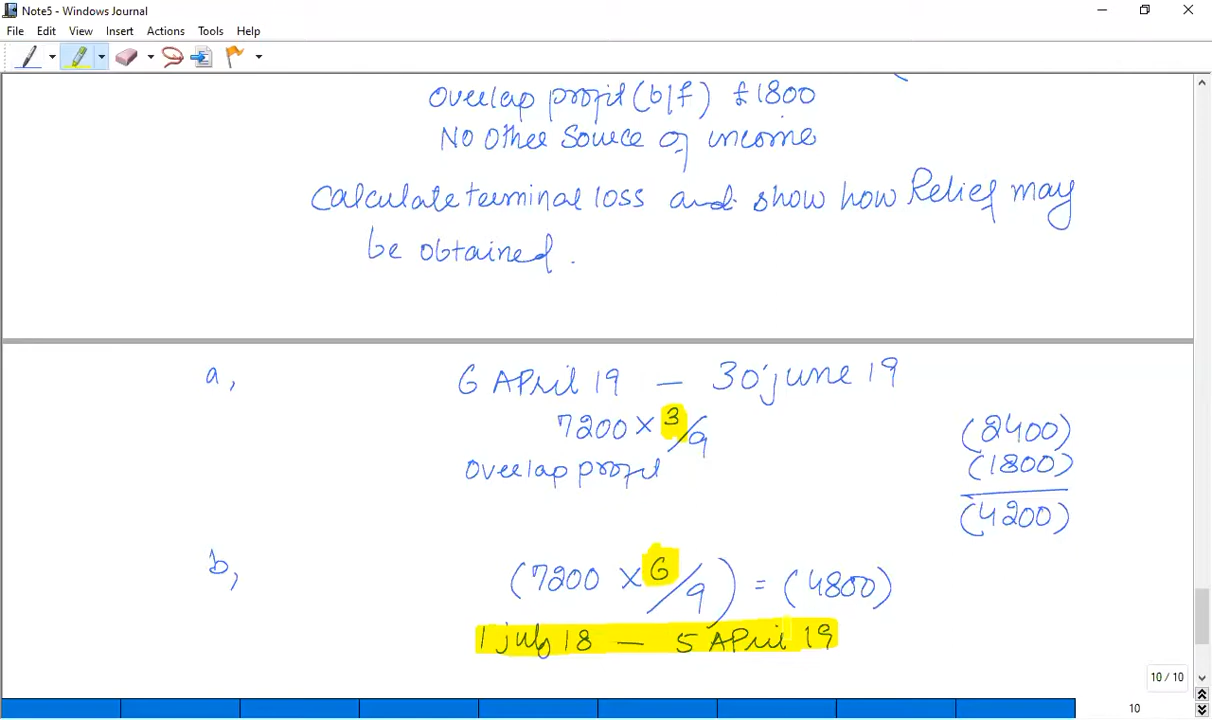 Note5 - Windows Journal
File Edit View Insert Actions Tools Help
Overlap profit (b/f) £1800
No Other Source of income
Calculate terminal loss and show how Relief may
be obtained.
a, 6 April 19 — 30 june 19
7200 × 3/9 (2400)
Overlap profit (1800)
(4200)
b, (7200 × 6/9) = (4800)
1 july 18 — 5 April 19
10 / 10
10